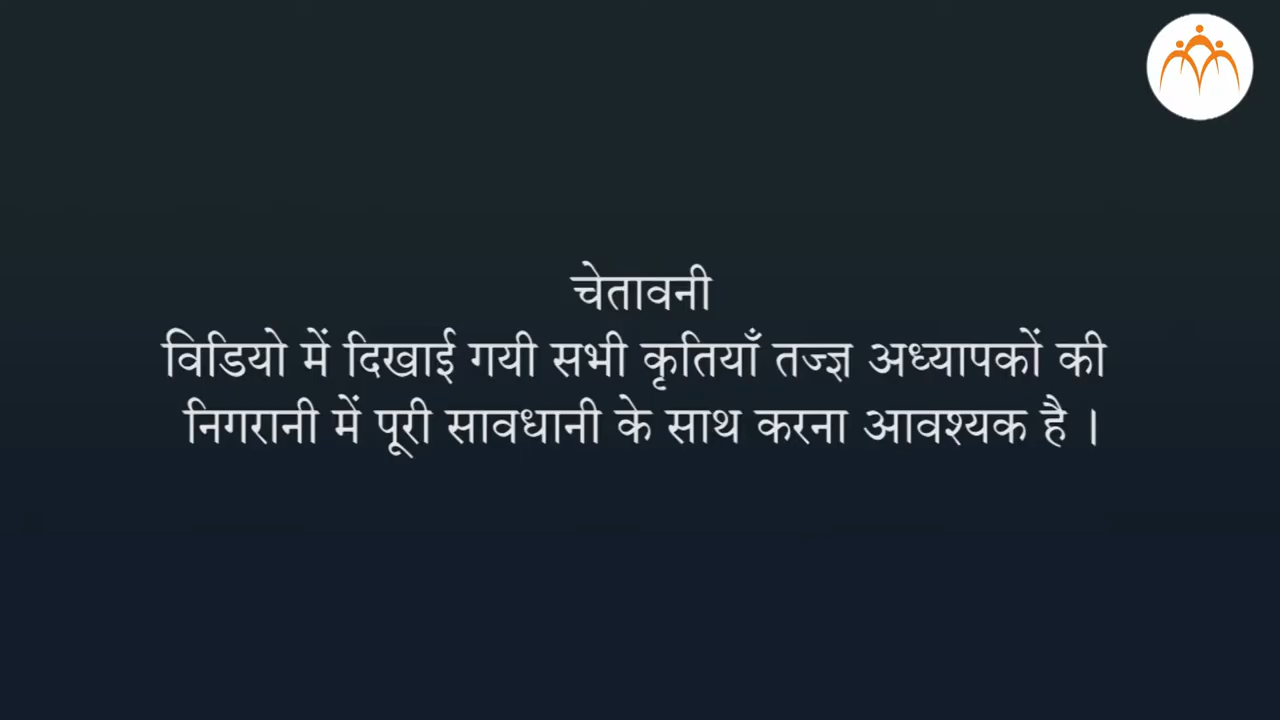 चेतावनी
विडियो में दिखाई गयी सभी कृतियाँ तज्ज्ञ अध्यापकों की
निगरानी में पूरी सावधानी के साथ करना आवश्यक है ।